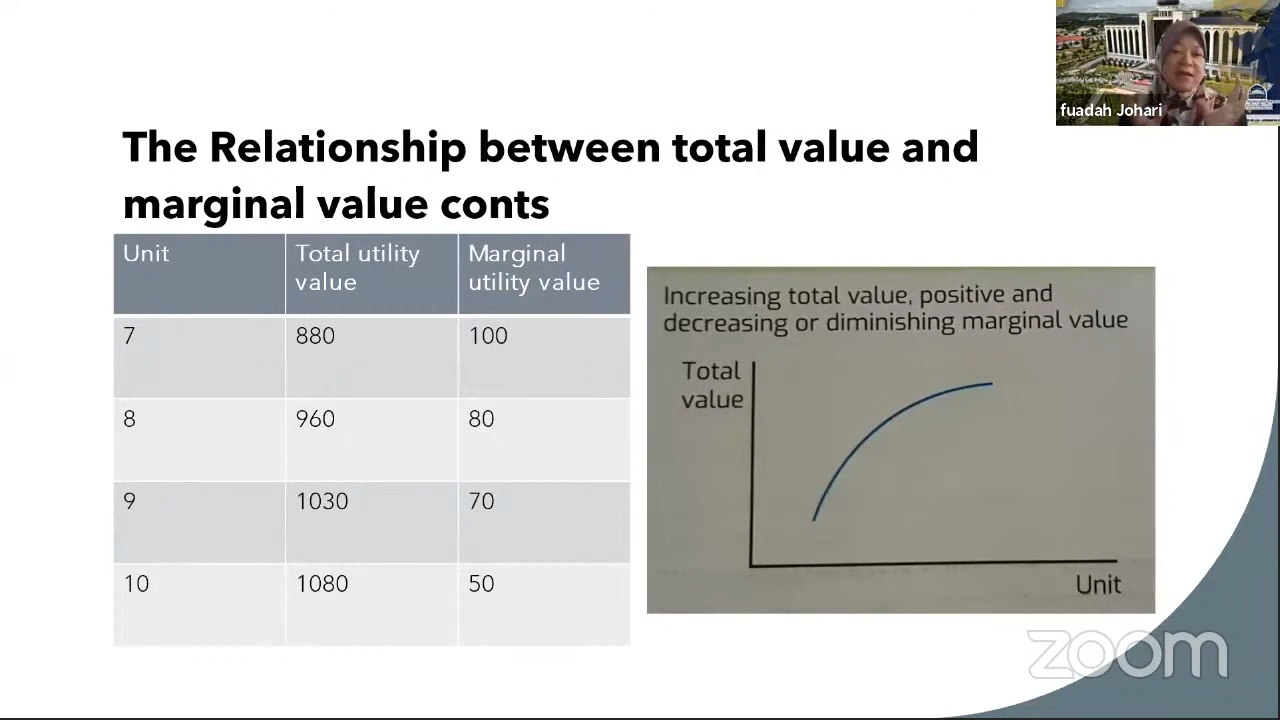 fuadah Johari
The Relationship between total value and
marginal value conts
Unit
Total utility
value
Marginal
utility value
7
880
100
8
960
80
9
1030
70
10
1080
50
Increasing total value, positive and
decreasing or diminishing marginal value
Total
value
Unit
zoom